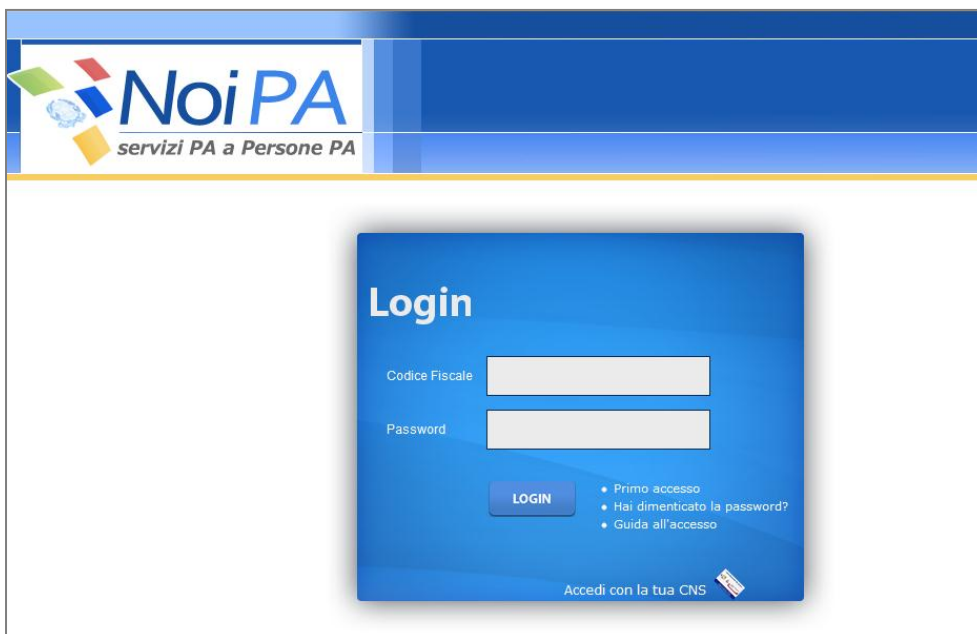 NoiPA
servizi PA a Persone PA
Login
Codice Fiscale
Password
LOGIN
Primo accesso
Hai dimenticato la password?
Guida all'accesso
Accedi con la tua CNS